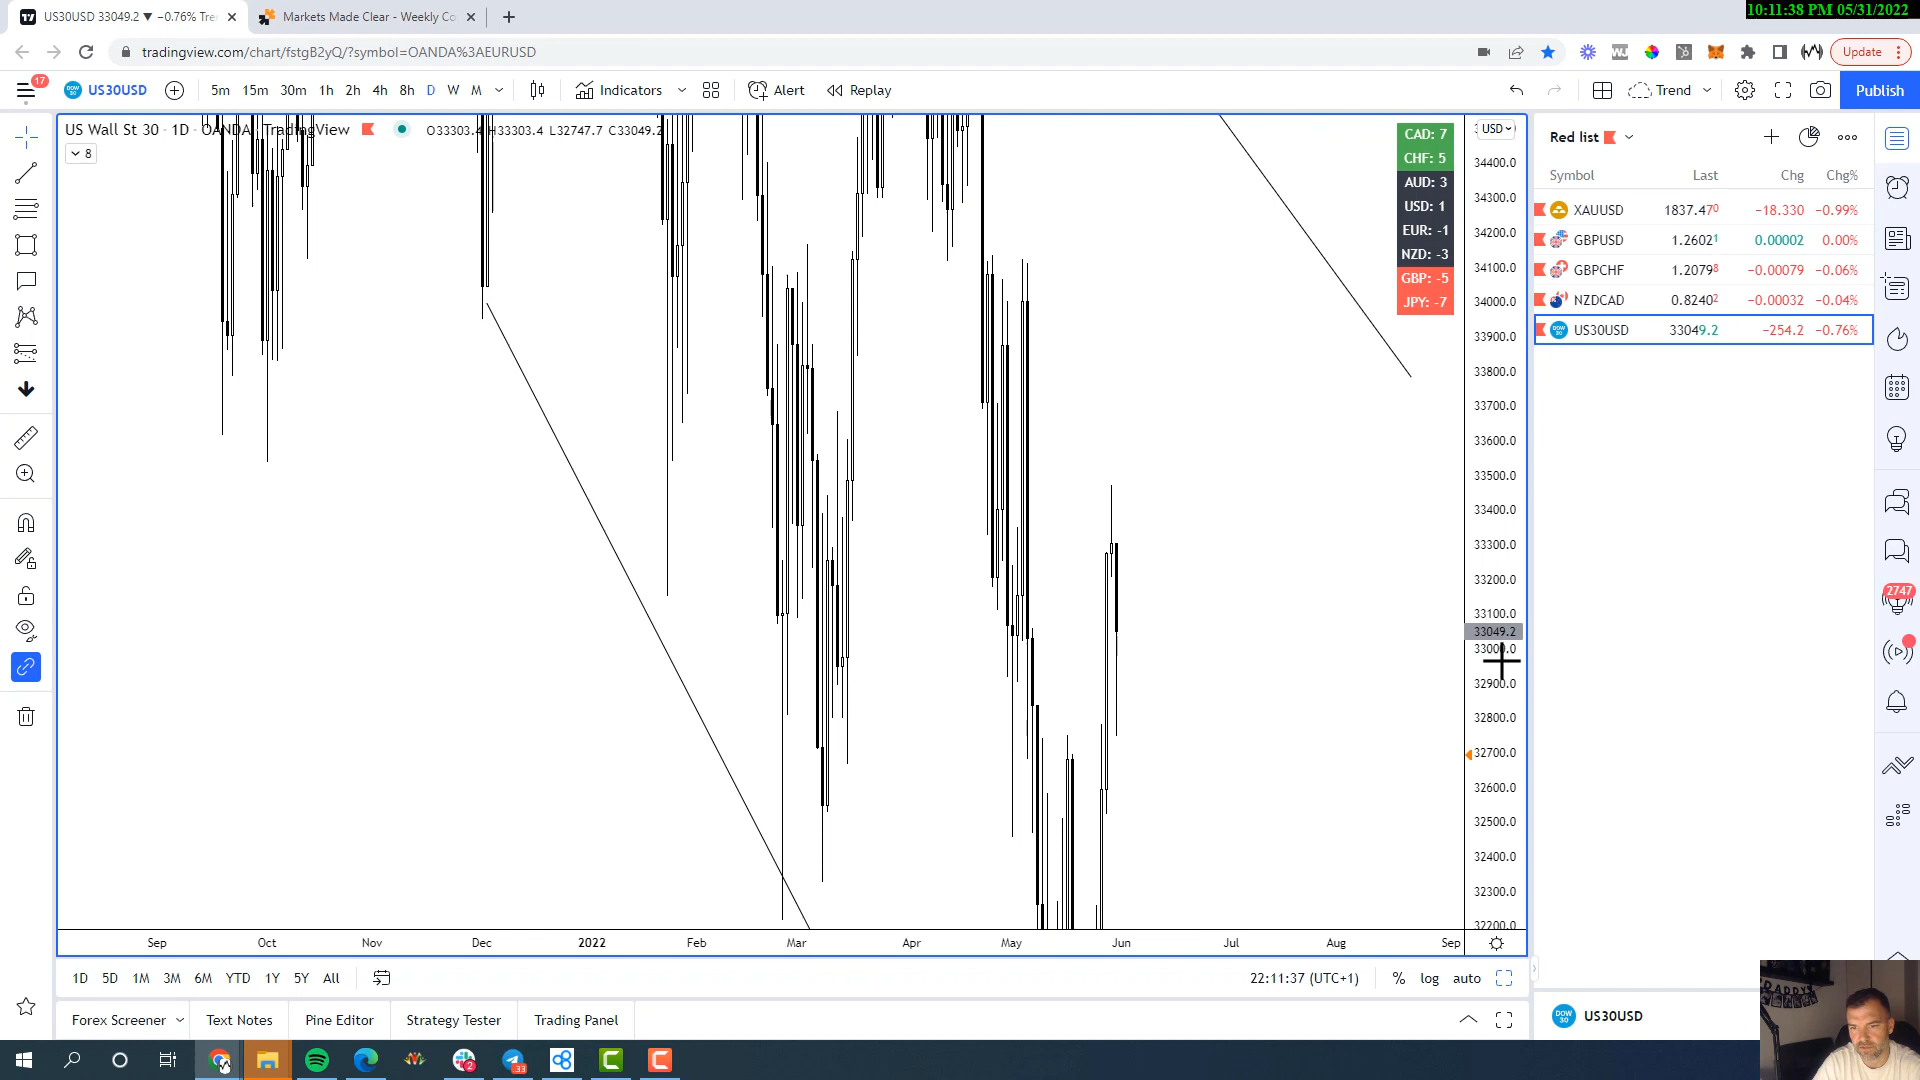 US30USD 33049.2 ▼ −0.76% Tre
Markets Made Clear - Weekly Co
10:11:38 PM 05/31/2022
tradingview.com/chart/fstgB2yQ/?symbol=OANDA%3AEURUSD
Update
17
US30USD
5m 15m 30m 1h 2h 4h 8h D W M
Indicators
Alert
Replay
Trend
Publish
US Wall St 30 · 1D · OANDA · TradingView
O33303.4 H33303.4 L32747.7 C33049.2
8
CAD: 7
CHF: 5
AUD: 3
USD: 1
EUR: -1
NZD: -3
GBP: -5
JPY: -7
USD
34400.0
34300.0
34200.0
34100.0
34000.0
33900.0
33800.0
33700.0
33600.0
33500.0
33400.0
33300.0
33200.0
33100.0
33049.2
33000.0
32900.0
32800.0
32700.0
32600.0
32500.0
32400.0
32300.0
32200.0
Sep Oct Nov Dec 2022 Feb Mar Apr May Jun Jul Aug Sep
Red list
Symbol Last Chg Chg%
XAUUSD 1837.470 −18.330 −0.99%
GBPUSD 1.26021 0.00002 0.00%
GBPCHF 1.20798 −0.00079 −0.06%
NZDCAD 0.82402 −0.00032 −0.04%
US30USD 33049.2 −254.2 −0.76%
2747
1D 5D 1M 3M 6M YTD 1Y 5Y All
22:11:37 (UTC+1)
% log auto
Forex Screener Text Notes Pine Editor Strategy Tester Trading Panel
US30USD
2
33